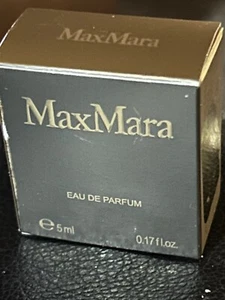 MaxMara
MaxMara
EAU DE PARFUM
℮ 5 ml 0.17 fl.oz.